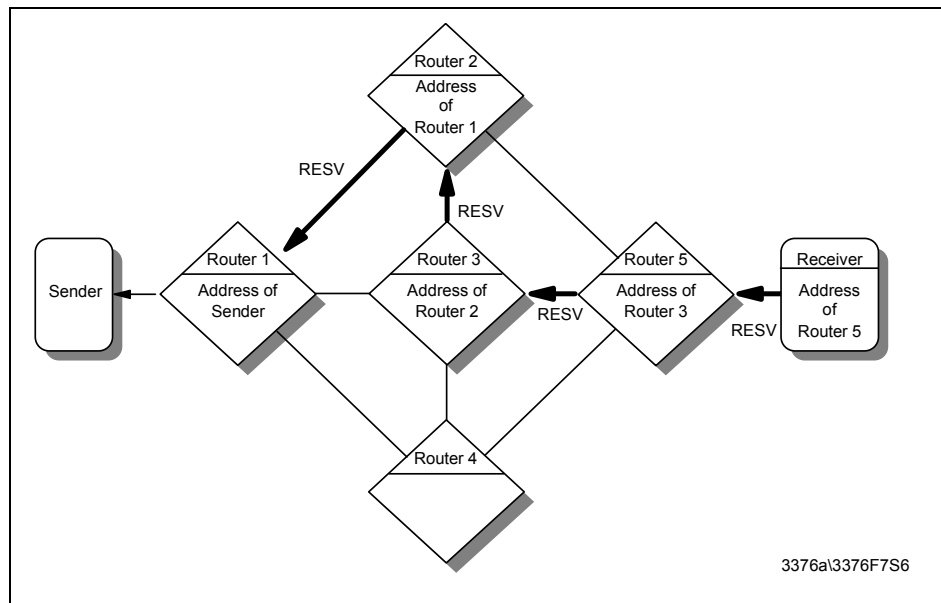 Router 2
Address
of
Router 1
RESV
RESV
Sender
Router 1
Address of
Sender
Router 3
Address of
Router 2
RESV
Router 5
Address of
Router 3
RESV
Receiver
Address
of
Router 5
Router 4
3376a\3376F7S6